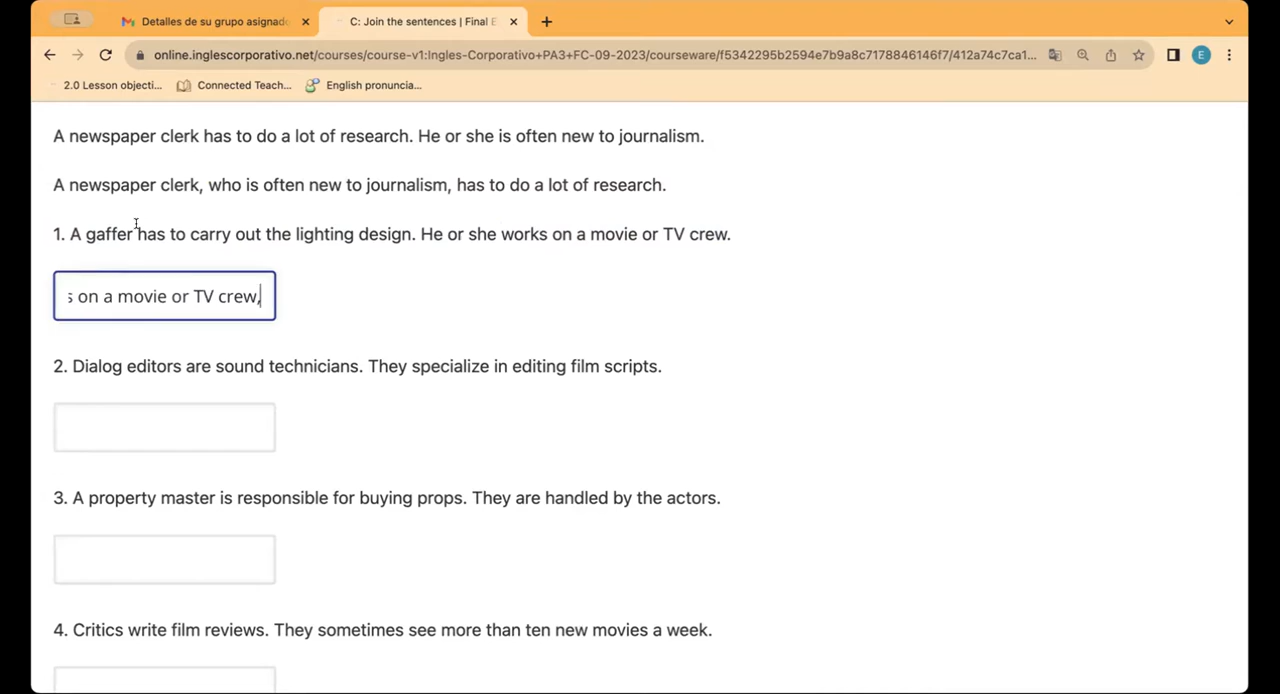 Detalles de su grupo asignado
C: Join the sentences | Final E
online.inglescorporativo.net/courses/course-v1:Ingles-Corporativo+PA3+FC-09-2023/courseware/f5342295b2594e7b9a8c7178846146f7/412a74c7ca1...
E
2.0 Lesson objecti...
Connected Teach...
English pronuncia...
A newspaper clerk has to do a lot of research. He or she is often new to journalism.
A newspaper clerk, who is often new to journalism, has to do a lot of research.
1. A gaffer has to carry out the lighting design. He or she works on a movie or TV crew.
s on a movie or TV crew,
2. Dialog editors are sound technicians. They specialize in editing film scripts.
3. A property master is responsible for buying props. They are handled by the actors.
4. Critics write film reviews. They sometimes see more than ten new movies a week.